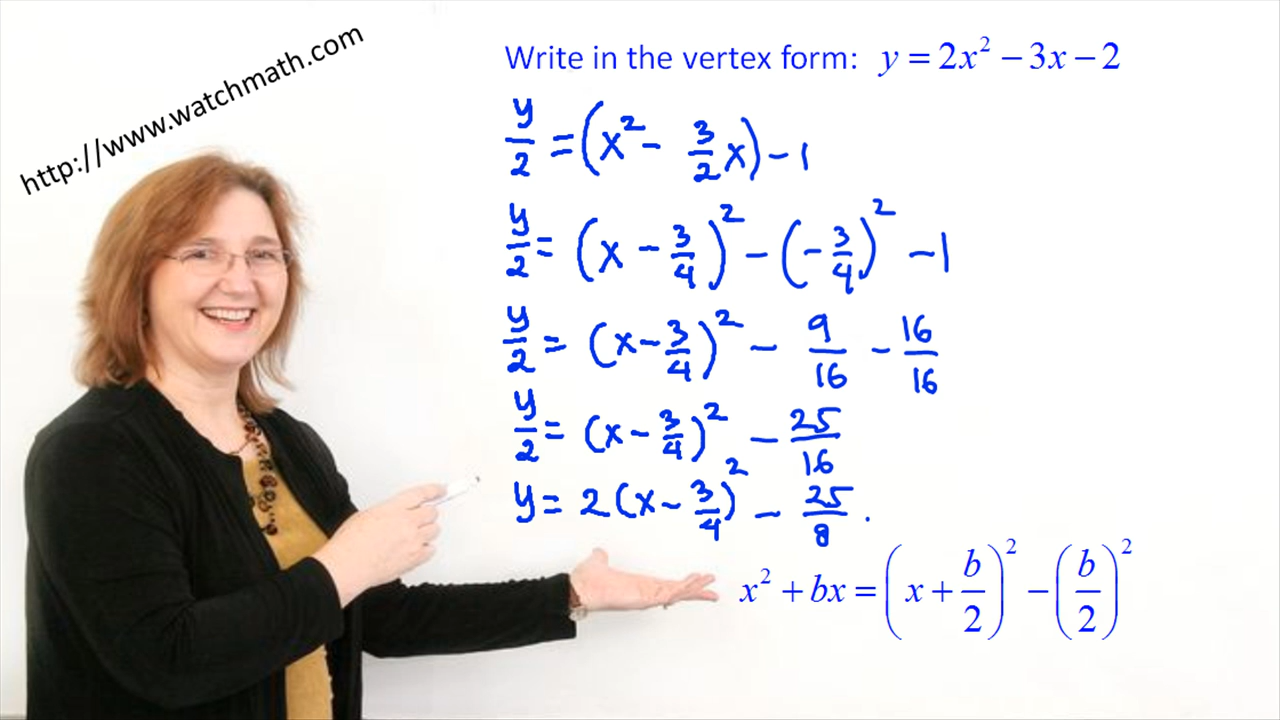 http://www.watchmath.com
Write in the vertex form: y = 2x² − 3x − 2
y/2 = (x² − 3/2 x) − 1
y/2 = (x − 3/4)² − (−3/4)² − 1
y/2 = (x − 3/4)² − 9/16 − 16/16
y/2 = (x − 3/4)² − 25/16
y = 2(x − 3/4)² − 25/8.
x² + bx = (x + b/2)² − (b/2)²